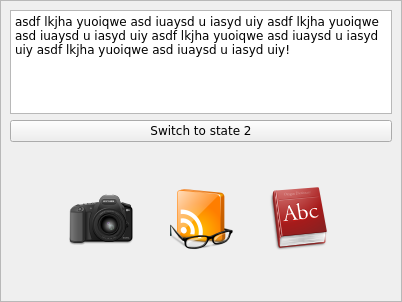 asdf lkjha yuoiqwe asd iuaysd u iasyd uiy asdf lkjha yuoiqwe
asd iuaysd u iasyd uiy asdf lkjha yuoiqwe asd iuaysd u iasyd
uiy asdf lkjha yuoiqwe asd iuaysd u iasyd uiy!
Switch to state 2
Abc